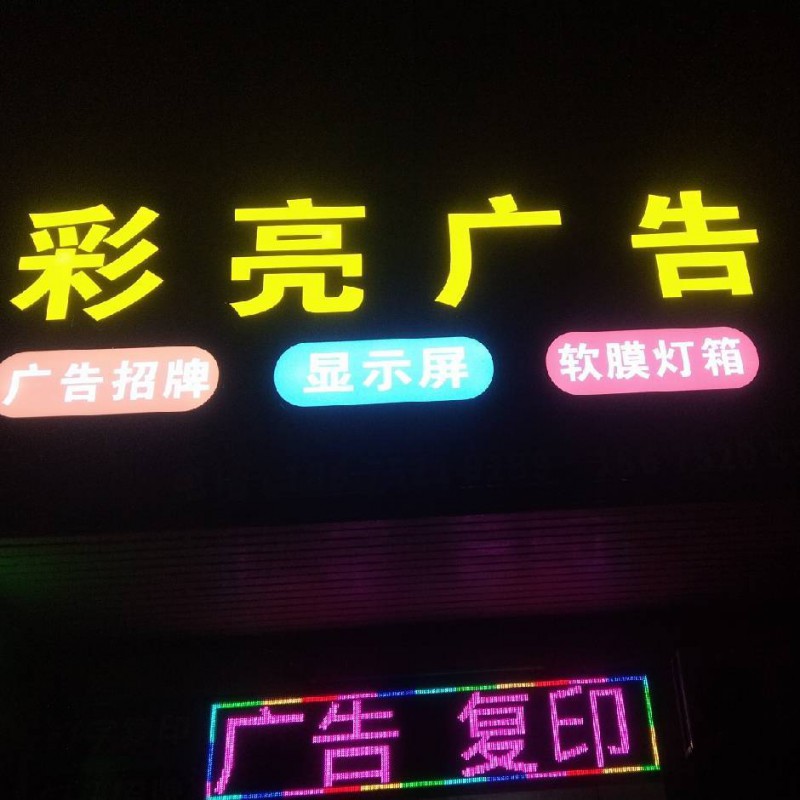 彩亮广告
广告招牌 显示屏 软膜灯箱
广告 复印